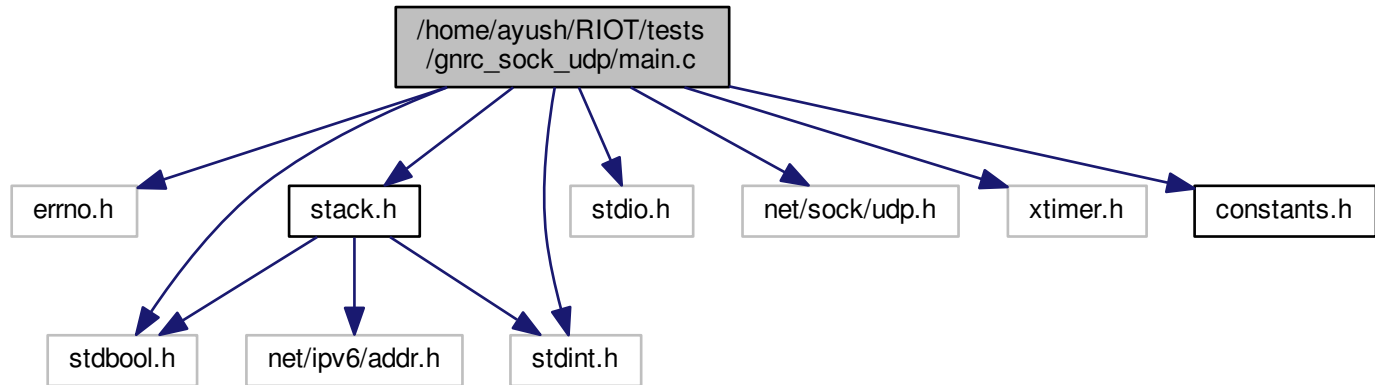 /home/ayush/RIOT/tests
/gnrc_sock_udp/main.c
errno.h
stack.h
stdio.h
net/sock/udp.h
xtimer.h
constants.h
stdbool.h
net/ipv6/addr.h
stdint.h